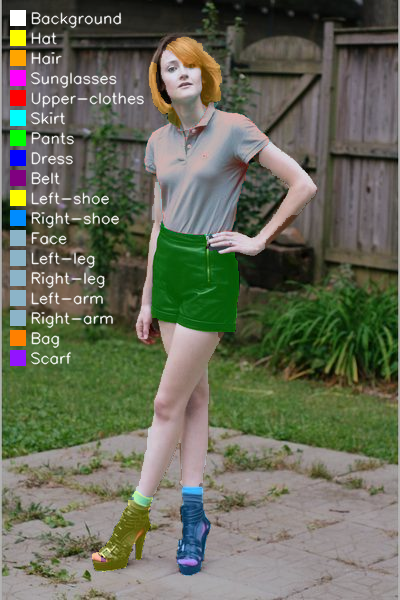 Background
Hat
Hair
Sunglasses
Upper-clothes
Skirt
Pants
Dress
Belt
Left-shoe
Right-shoe
Face
Left-leg
Right-leg
Left-arm
Right-arm
Bag
Scarf